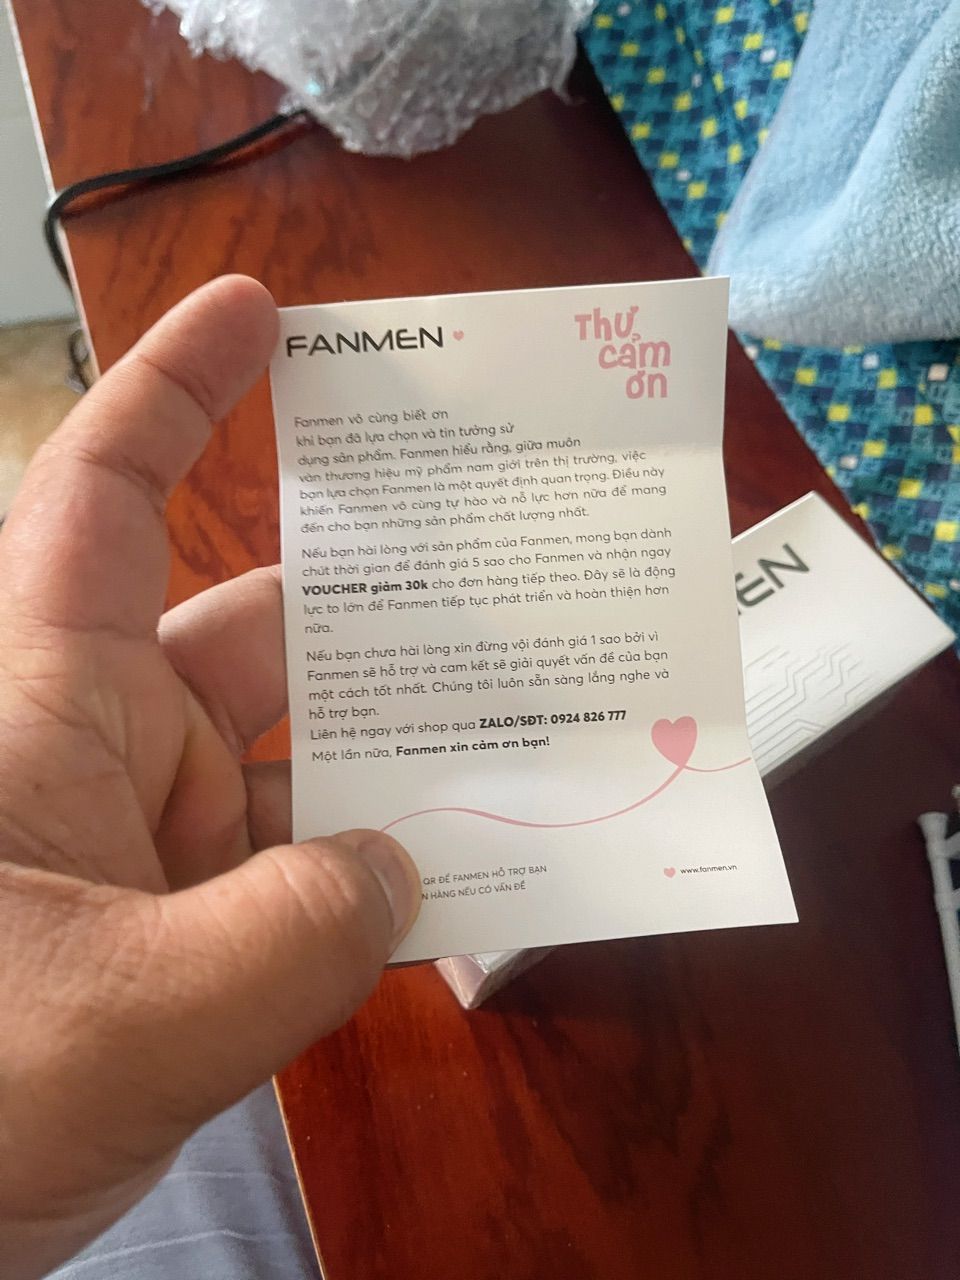 FANMEN
Thư
cảm
ơn
Fanmen vô cùng biết ơn
khi bạn đã lựa chọn và tin tưởng sử
dụng sản phẩm. Fanmen hiểu rằng, giữa muôn
vàn thương hiệu mỹ phẩm nam giới trên thị trường, việc
bạn lựa chọn Fanmen là một quyết định quan trọng. Điều này
khiến Fanmen vô cùng tự hào và nỗ lực hơn nữa để mang
đến cho bạn những sản phẩm chất lượng nhất.
Nếu bạn hài lòng với sản phẩm của Fanmen, mong bạn dành
chút thời gian để đánh giá 5 sao cho Fanmen và nhận ngay
VOUCHER giảm 30k cho đơn hàng tiếp theo. Đây sẽ là động
lực to lớn để Fanmen tiếp tục phát triển và hoàn thiện hơn
nữa.
Nếu bạn chưa hài lòng xin đừng vội đánh giá 1 sao bởi vì
Fanmen sẽ hỗ trợ và cam kết sẽ giải quyết vấn đề của bạn
một cách tốt nhất. Chúng tôi luôn sẵn sàng lắng nghe và
hỗ trợ bạn.
Liên hệ ngay với shop qua ZALO/SĐT: 0924 826 777
Một lần nữa, Fanmen xin cảm ơn bạn!
QR ĐỂ FANMEN HỖ TRỢ BẠN
N HÀNG NẾU CÓ VẤN ĐỀ
www.fanmen.vn
EN